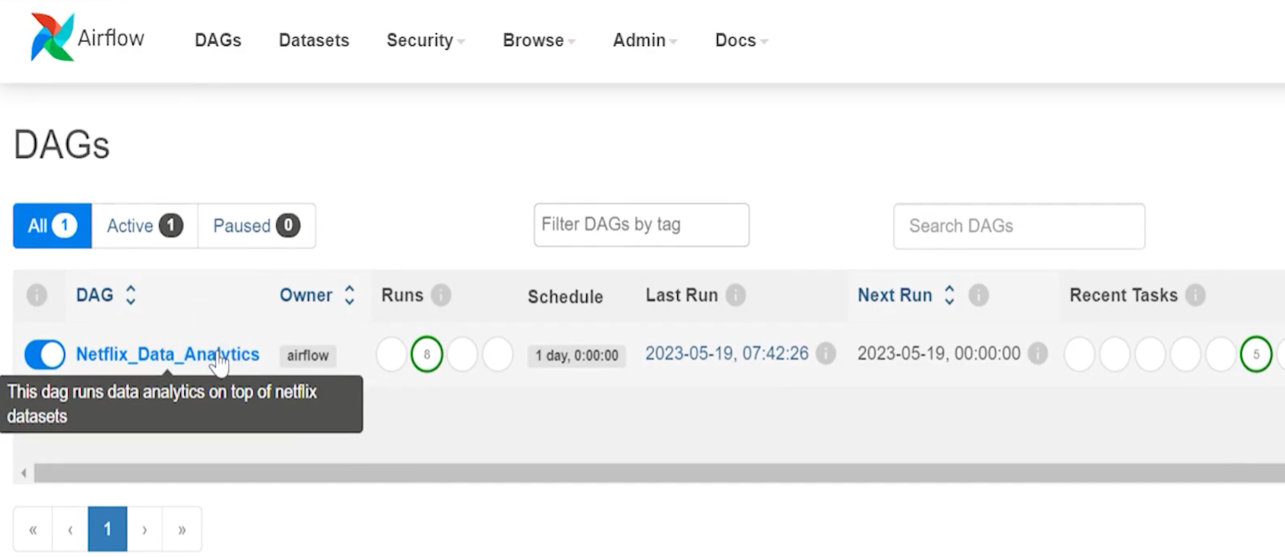 Airflow DAGs Datasets Security Browse Admin Docs
DAGs
All 1 Active 1 Paused 0 Filter DAGs by tag Search DAGs
i DAG Owner Runs i Schedule Last Run i Next Run i Recent Tasks i
Netflix_Data_Analytics airflow 8 1 day, 0:00:00 2023-05-19, 07:42:26 i 2023-05-19, 00:00:00 i 5
This dag runs data analytics on top of netflix
datasets
« ‹ 1 › »